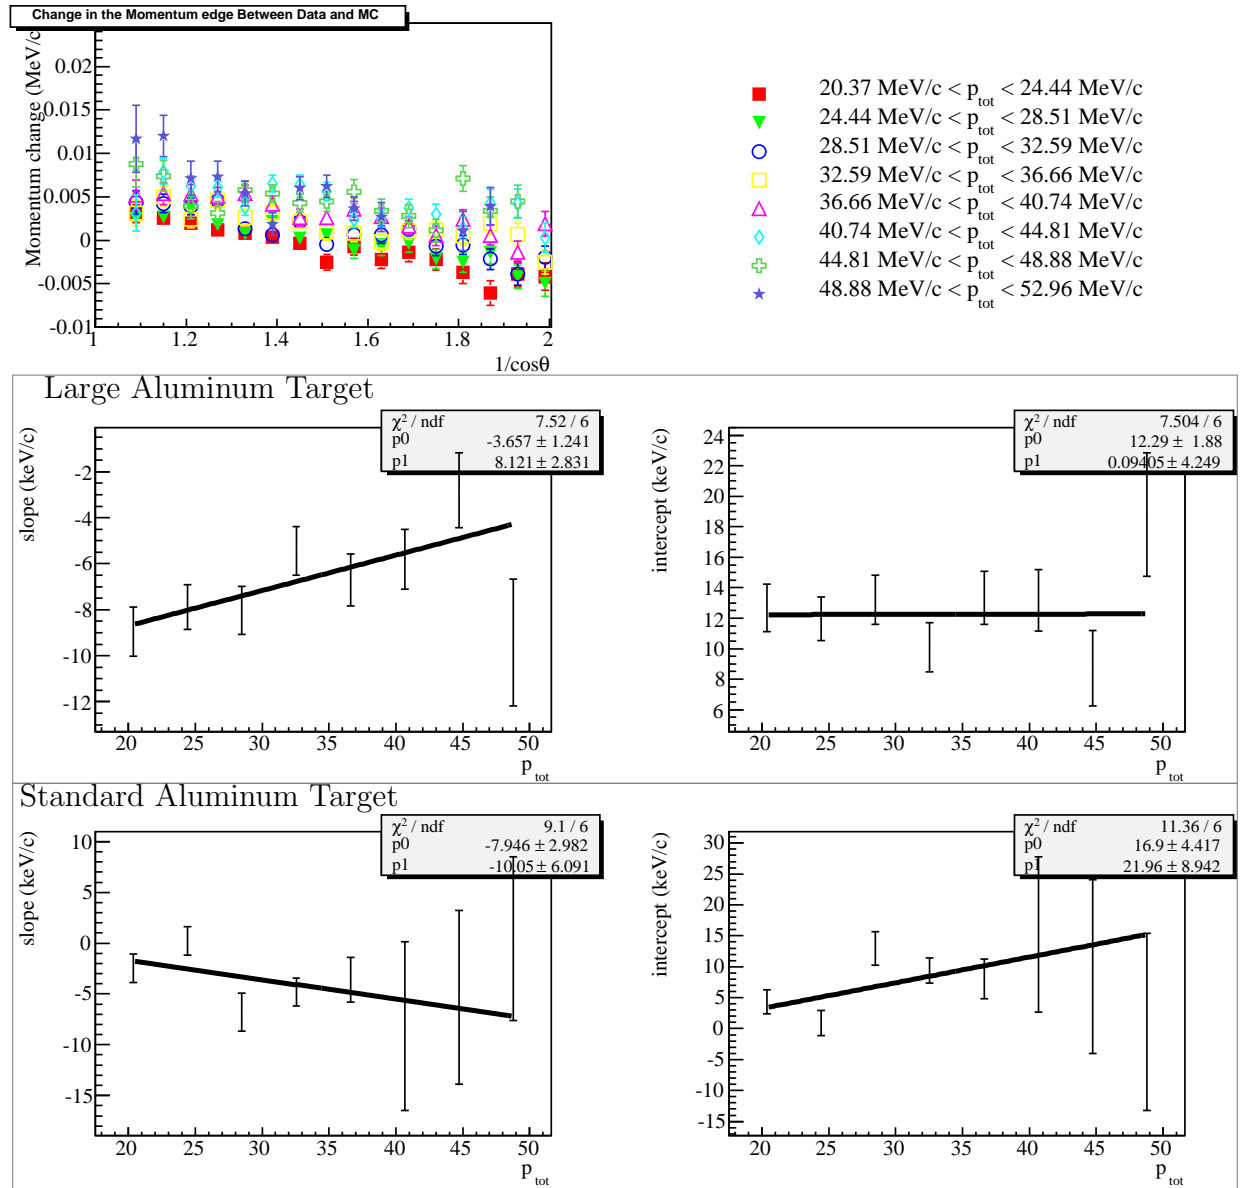 Change in the Momentum edge Between Data and MC
Momentum change (MeV/c)
0.02
0.015
0.01
0.005
0
-0.005
-0.01
1 1.2 1.4 1.6 1.8 2
1/cosθ
20.37 MeV/c < p_tot < 24.44 MeV/c
24.44 MeV/c < p_tot < 28.51 MeV/c
28.51 MeV/c < p_tot < 32.59 MeV/c
32.59 MeV/c < p_tot < 36.66 MeV/c
36.66 MeV/c < p_tot < 40.74 MeV/c
40.74 MeV/c < p_tot < 44.81 MeV/c
44.81 MeV/c < p_tot < 48.88 MeV/c
48.88 MeV/c < p_tot < 52.96 MeV/c
Large Aluminum Target
slope (keV/c)
χ² / ndf 7.52 / 6
p0 -3.657 ± 1.241
p1 8.121 ± 2.831
-2
-4
-6
-8
-10
-12
20 25 30 35 40 45 50
p_tot
intercept (keV/c)
χ² / ndf 7.504 / 6
p0 12.29 ± 1.88
p1 0.09405 ± 4.249
24
22
20
18
16
14
12
10
8
6
20 25 30 35 40 45 50
p_tot
Standard Aluminum Target
slope (keV/c)
χ² / ndf 9.1 / 6
p0 -7.946 ± 2.982
p1 -10.05 ± 6.091
10
5
0
-5
-10
-15
20 25 30 35 40 45 50
p_tot
intercept (keV/c)
χ² / ndf 11.36 / 6
p0 16.9 ± 4.417
p1 21.96 ± 8.942
30
25
20
15
10
5
0
-5
-10
-15
20 25 30 35 40 45 50
p_tot